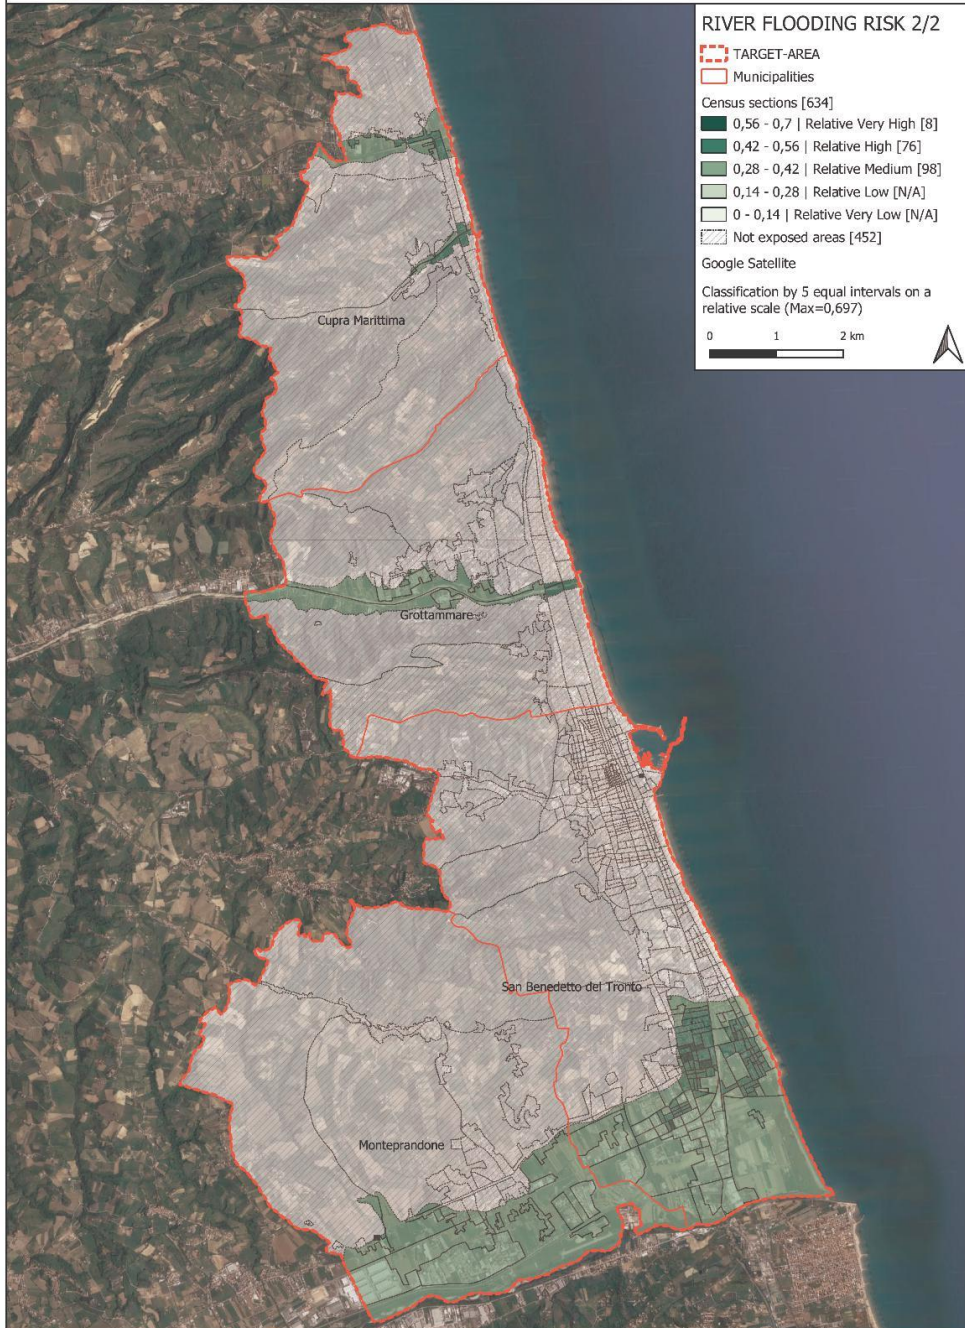 RIVER FLOODING RISK 2/2
TARGET-AREA
Municipalities
Census sections [634]
0,56 - 0,7 | Relative Very High [8]
0,42 - 0,56 | Relative High [76]
0,28 - 0,42 | Relative Medium [98]
0,14 - 0,28 | Relative Low [N/A]
0 - 0,14 | Relative Very Low [N/A]
Not exposed areas [452]
Google Satellite
Classification by 5 equal intervals on a
relative scale (Max=0,697)
0 1 2 km
Cupra Marittima
Grottammare
San Benedetto del Tronto
Monteprandone